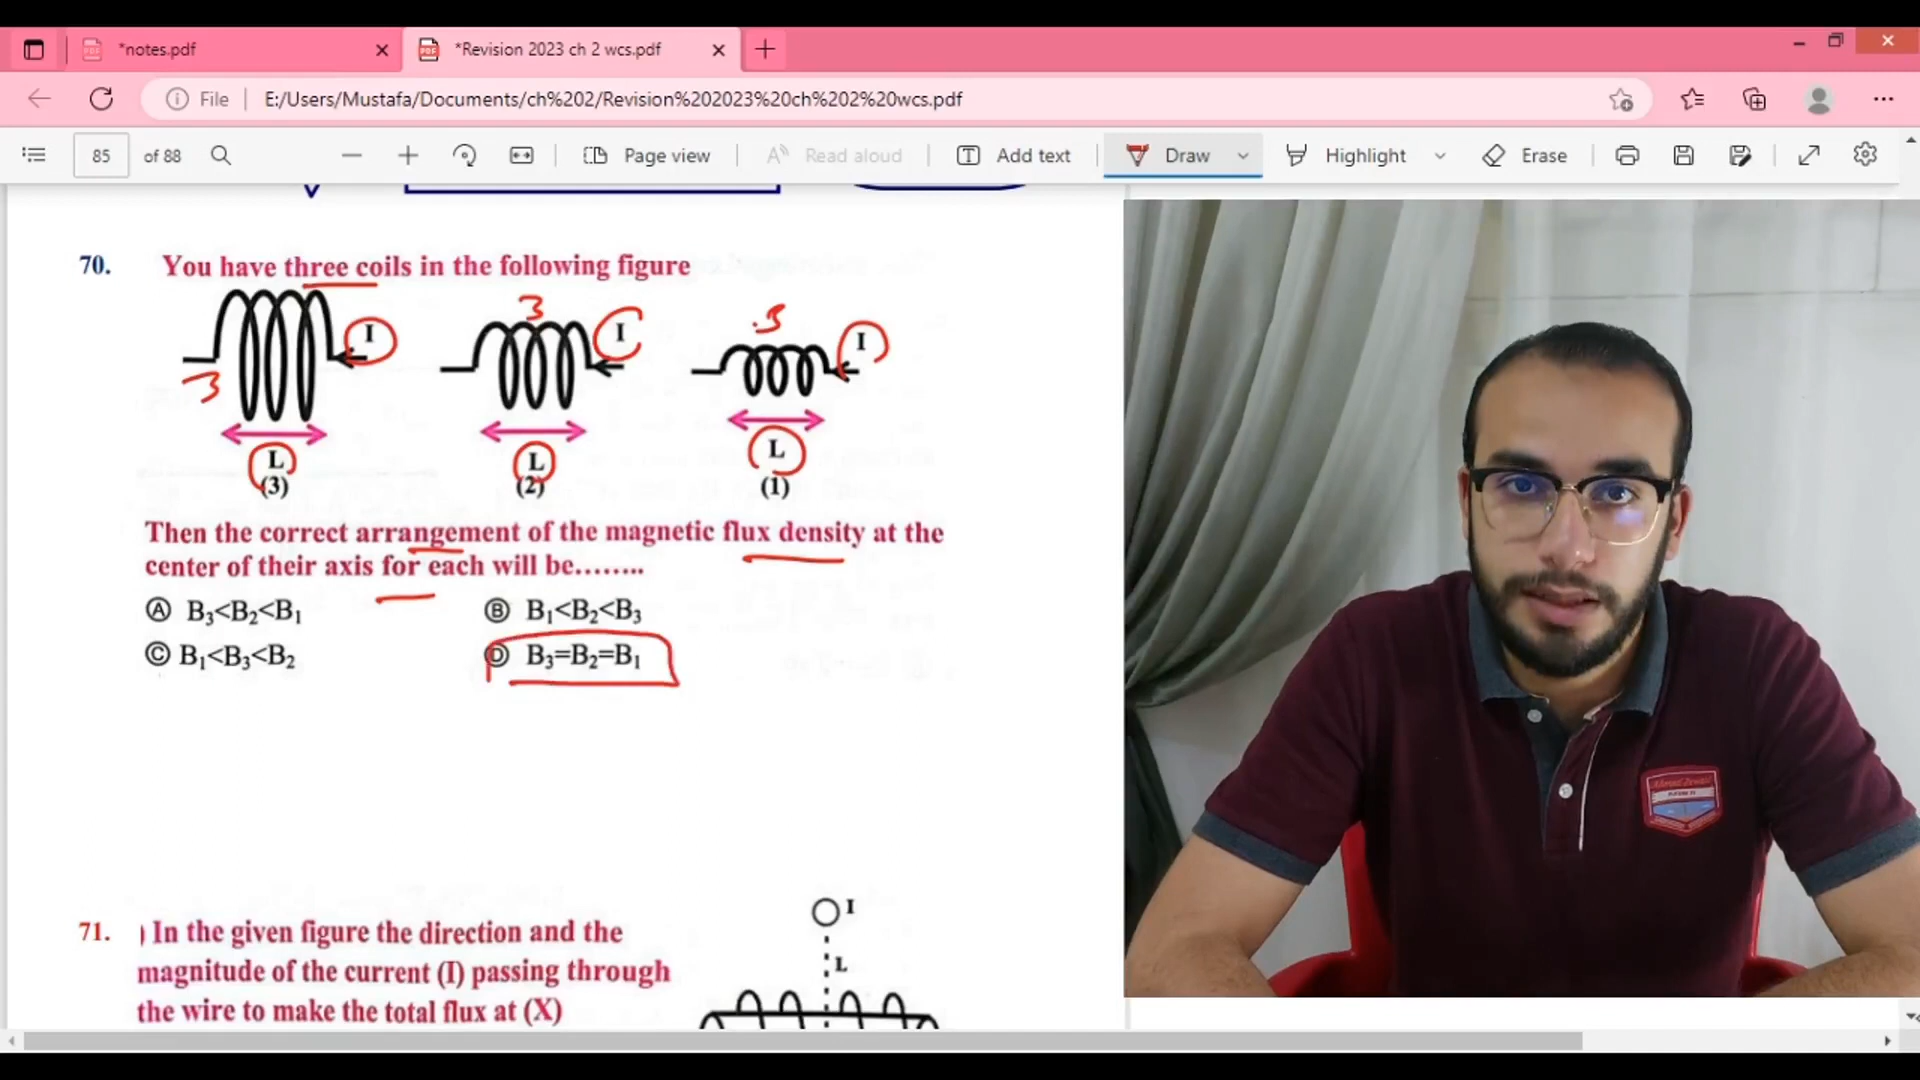 *notes.pdf
*Revision 2023 ch 2 wcs.pdf
File
E:/Users/Mustafa/Documents/ch%202/Revision%202023%20ch%202%20wcs.pdf
85 of 88
Page view
Read aloud
Add text
Draw
Highlight
Erase
70. You have three coils in the following figure
3 3
I I I
3
L L L
(3) (2) (1)
Then the correct arrangement of the magnetic flux density at the
center of their axis for each will be........
Ⓐ B₃<B₂<B₁ Ⓑ B₁<B₂<B₃
Ⓒ B₁<B₃<B₂ Ⓓ B₃=B₂=B₁
I
71. ) In the given figure the direction and the
L
magnitude of the current (I) passing through
the wire to make the total flux at (X)